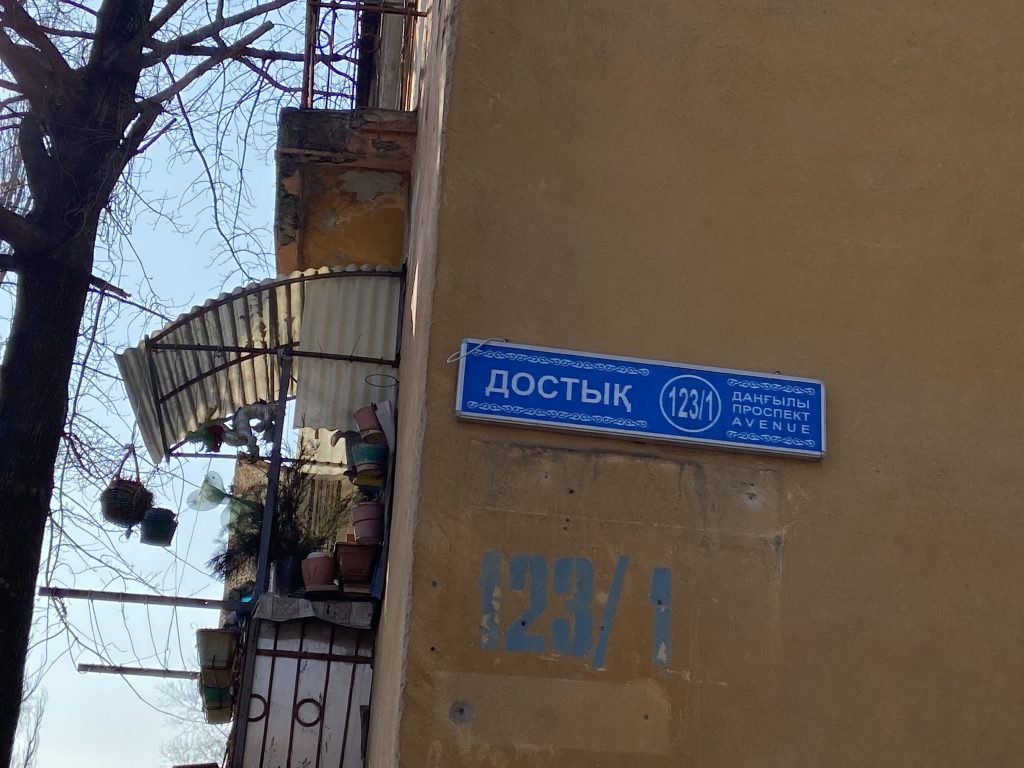 ДОСТЫҚ
123/1
ДАҢҒЫЛЫ
ПРОСПЕКТ
AVENUE
123/1